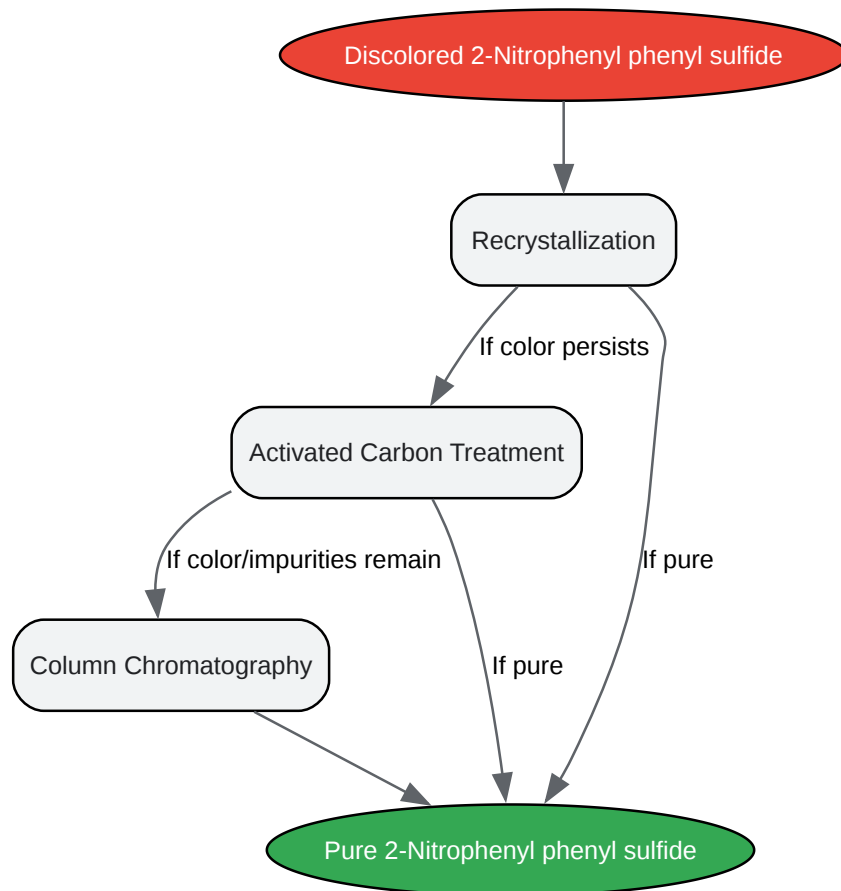 Discolored 2-Nitrophenyl phenyl sulfide
Recrystallization
If color persists
Activated Carbon Treatment
If color/impurities remain
If pure
Column Chromatography
If pure
Pure 2-Nitrophenyl phenyl sulfide